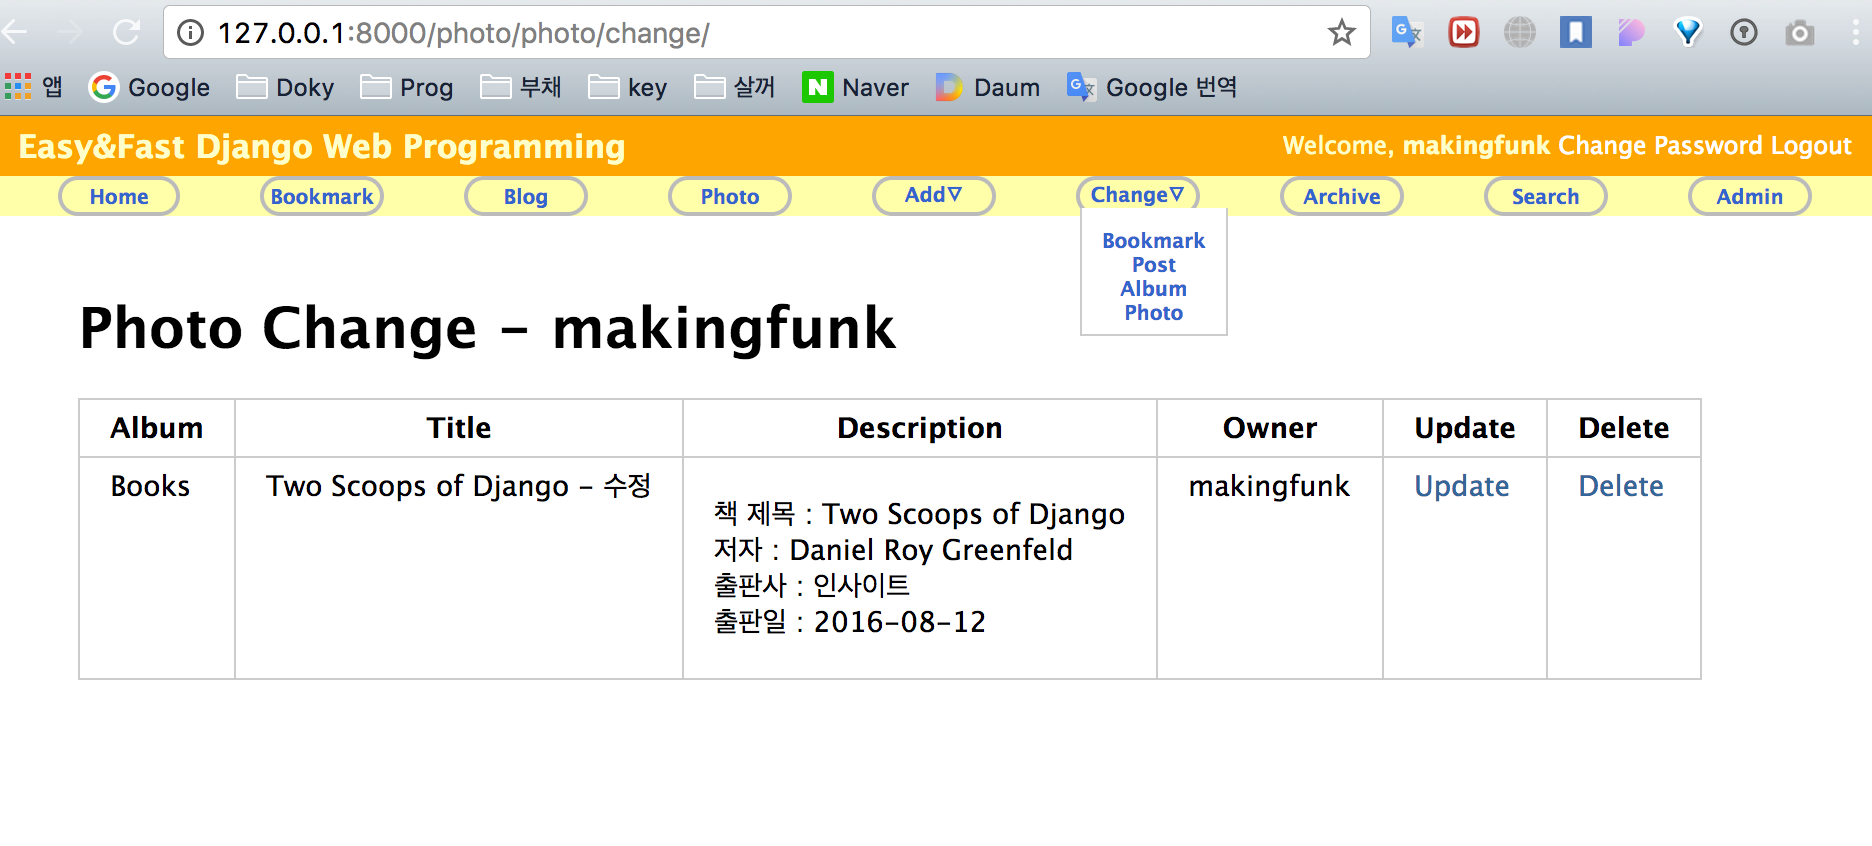 127.0.0.1:8000/photo/photo/change/
앱 Google Doky Prog 부채 key 살꺼 Naver Daum Google 번역
Easy&Fast Django Web Programming Welcome, makingfunk Change Password Logout
Home Bookmark Blog Photo Add▽ Change▽ Archive Search Admin
Bookmark
Post
Album
Photo
Photo Change - makingfunk
Album Title Description Owner Update Delete
Books Two Scoops of Django - 수정 makingfunk Update Delete
책 제목 : Two Scoops of Django
저자 : Daniel Roy Greenfeld
출판사 : 인사이트
출판일 : 2016-08-12